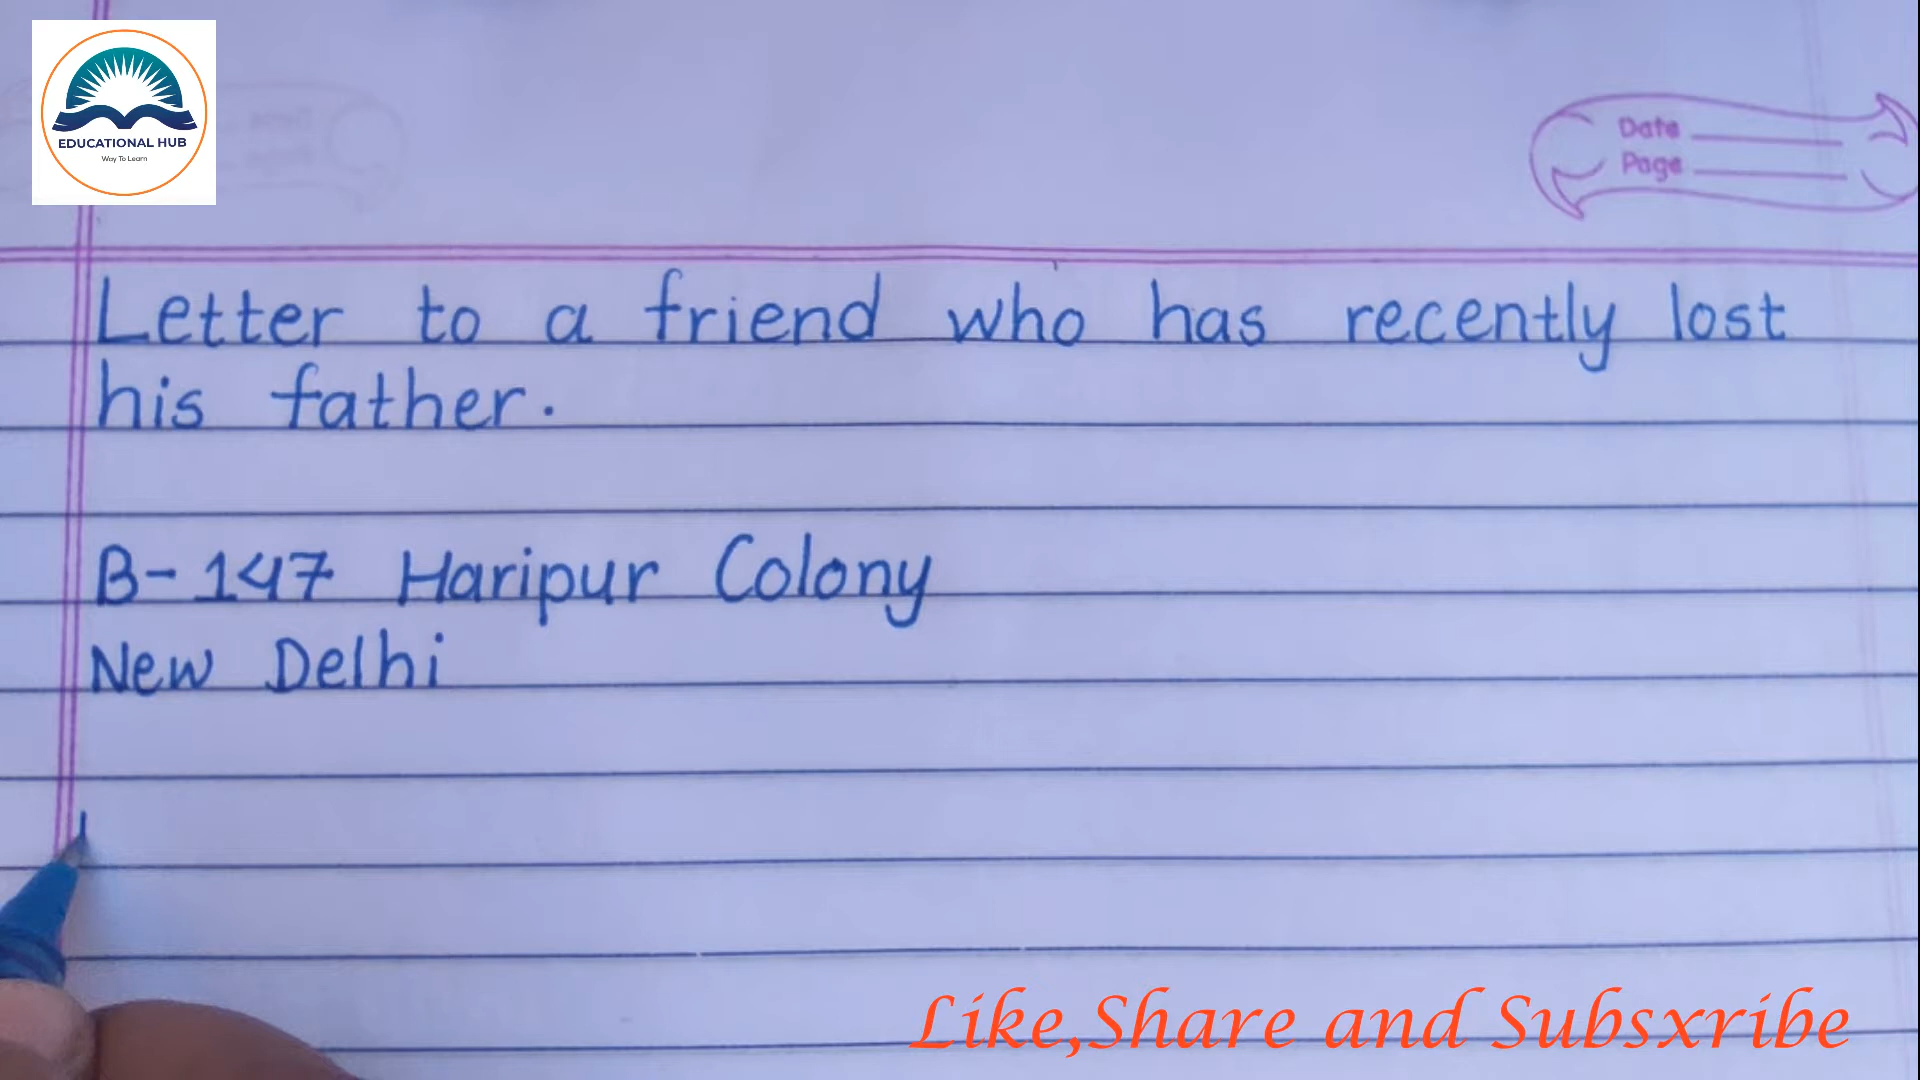 EDUCATIONAL HUB
Way To Learn
Date
Page
Letter to a friend who has recently lost
his father.
B-147 Haripur Colony
New Delhi
Like,Share and Subsxribe